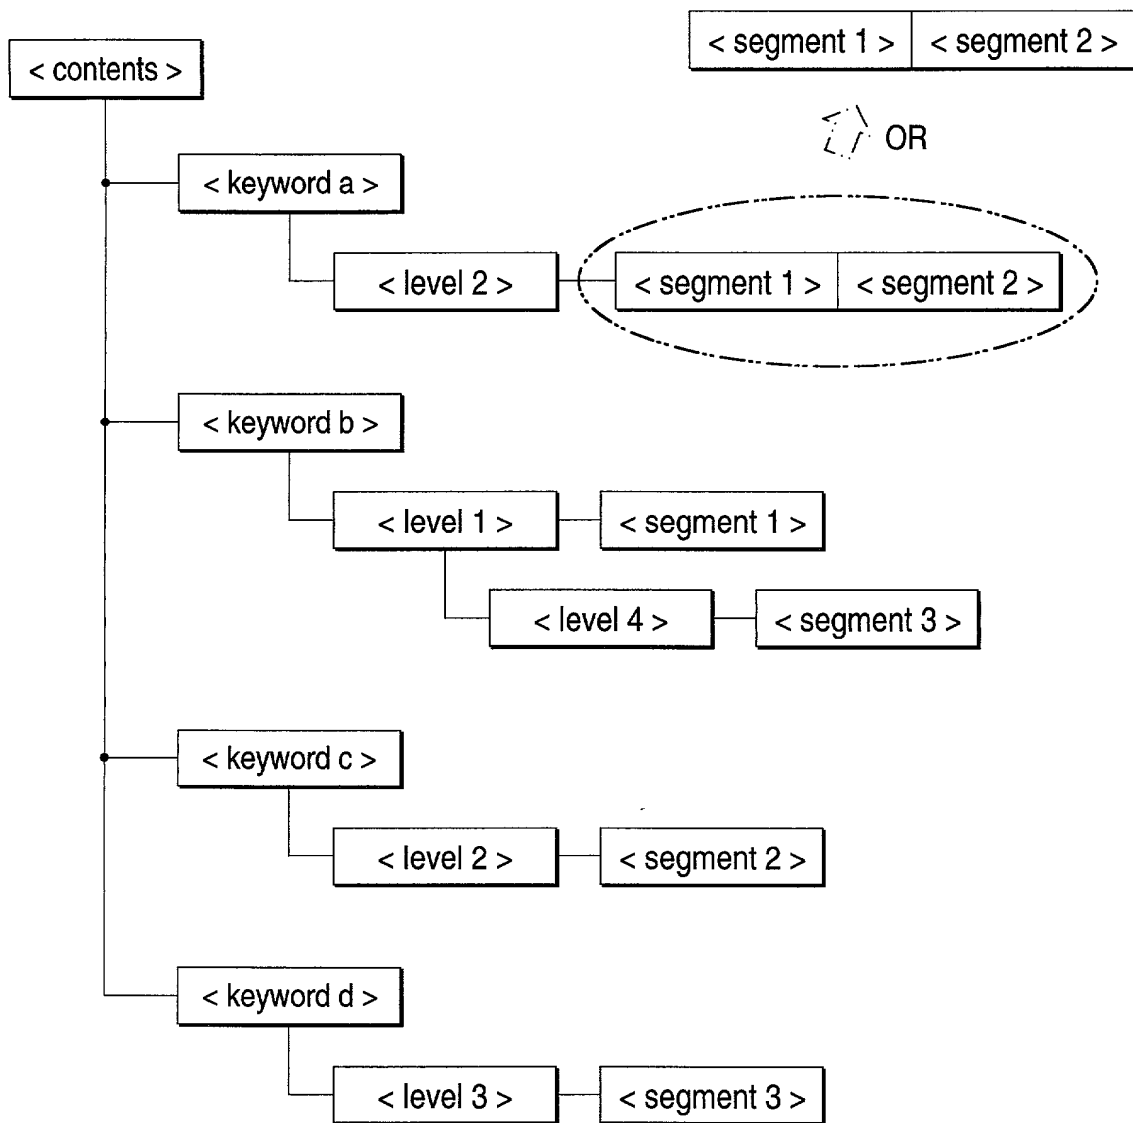 < segment 1 > < segment 2 >
< contents >
OR
< keyword a >
< level 2 > < segment 1 > < segment 2 >
< keyword b >
< level 1 > < segment 1 >
< level 4 > < segment 3 >
< keyword c >
< level 2 > < segment 2 >
< keyword d >
< level 3 > < segment 3 >